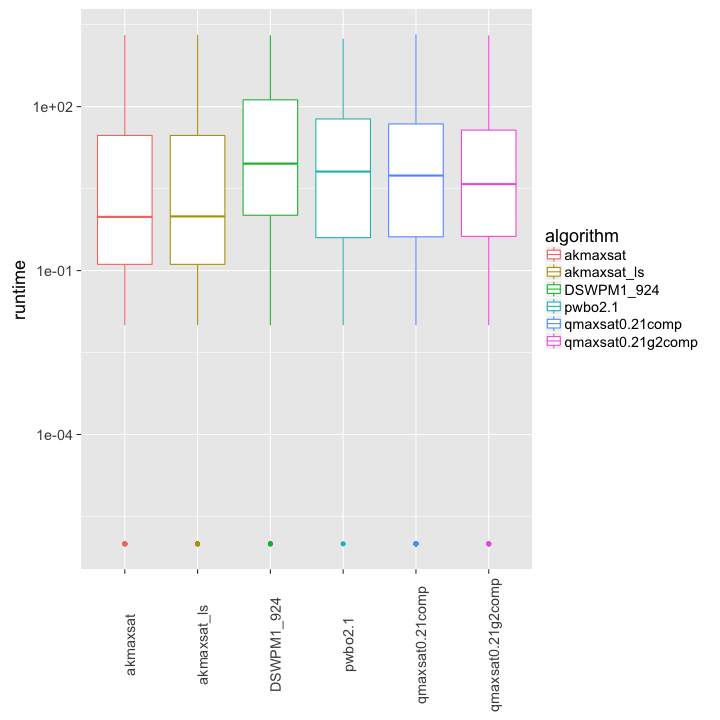 1e+02
1e-01
1e-04
runtime
akmaxsat
akmaxsat_ls
DSWPM1_924
pwbo2.1
qmaxsat0.21comp
qmaxsat0.21g2comp
algorithm
akmaxsat
akmaxsat_ls
DSWPM1_924
pwbo2.1
qmaxsat0.21comp
qmaxsat0.21g2comp